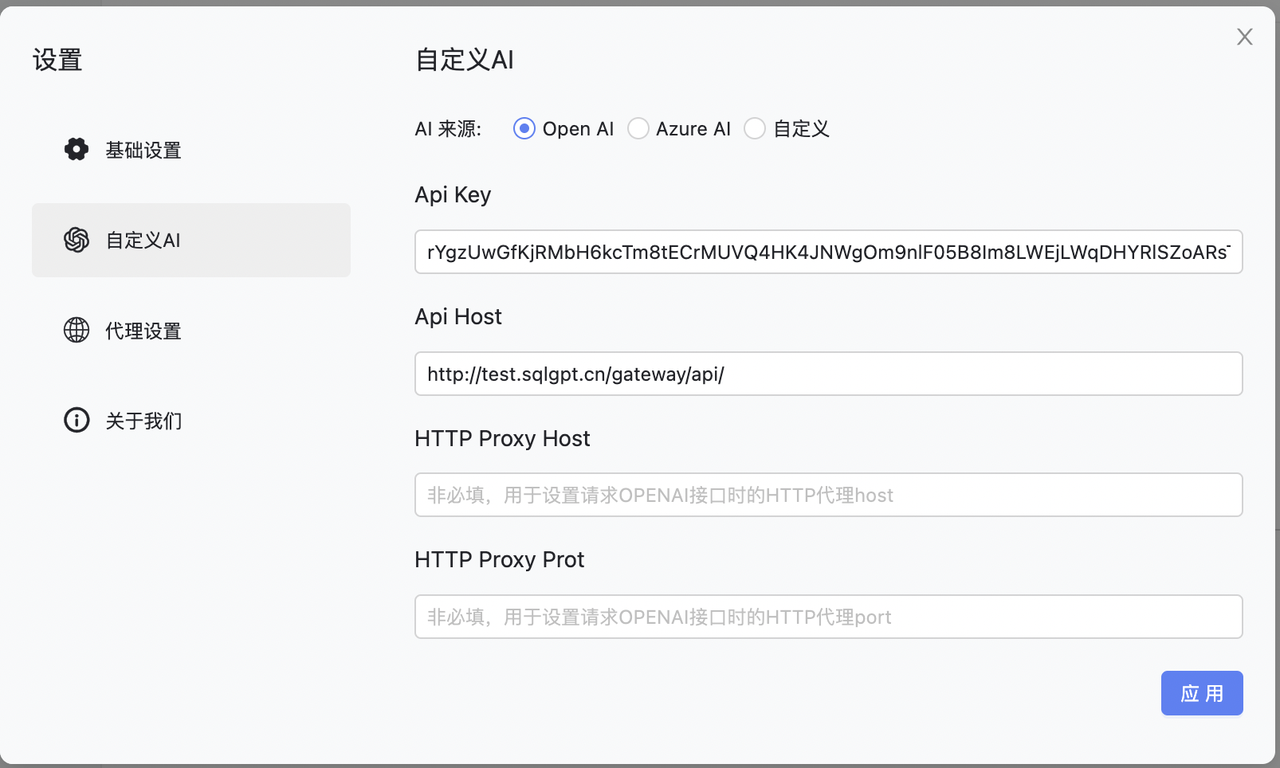 设置
基础设置
自定义AI
代理设置
关于我们
自定义AI
AI 来源: Open AI Azure AI 自定义
Api Key
rYgzUwGfKjRMbH6kcTm8tECrMUVQ4HK4JNWgOm9nlF05B8Im8LWEjLWqDHYRlSZoARs
Api Host
http://test.sqlgpt.cn/gateway/api/
HTTP Proxy Host
非必填，用于设置请求OPENAI接口时的HTTP代理host
HTTP Proxy Prot
非必填，用于设置请求OPENAI接口时的HTTP代理port
应 用